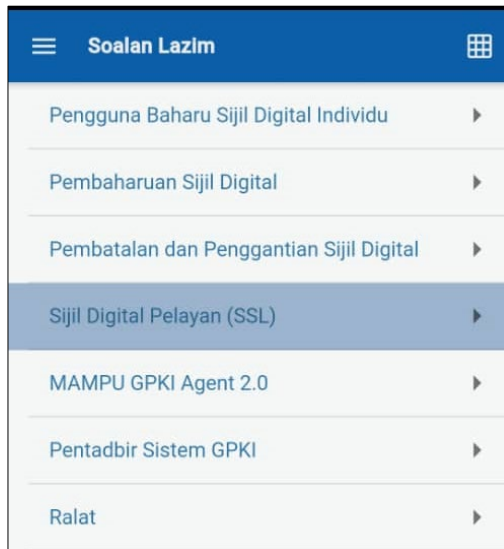 Soalan Lazim
Pengguna Baharu Sijil Digital Individu
Pembaharuan Sijil Digital
Pembatalan dan Penggantian Sijil Digital
Sijil Digital Pelayan (SSL)
MAMPU GPKI Agent 2.0
Pentadbir Sistem GPKI
Ralat